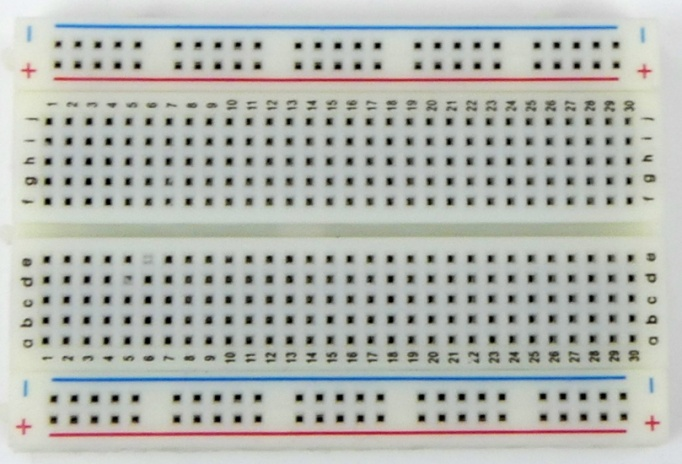 − −
+ +
1 2 3 4 5 6 7 8 9 10 11 12 13 14 15 16 17 18 19 20 21 22 23 24 25 26 27 28 29 30
j j
i i
h h
g g
f f
e e
d d
c c
b b
a a
1 2 3 4 5 6 7 8 9 10 11 12 13 14 15 16 17 18 19 20 21 22 23 24 25 26 27 28 29 30
− −
+ +